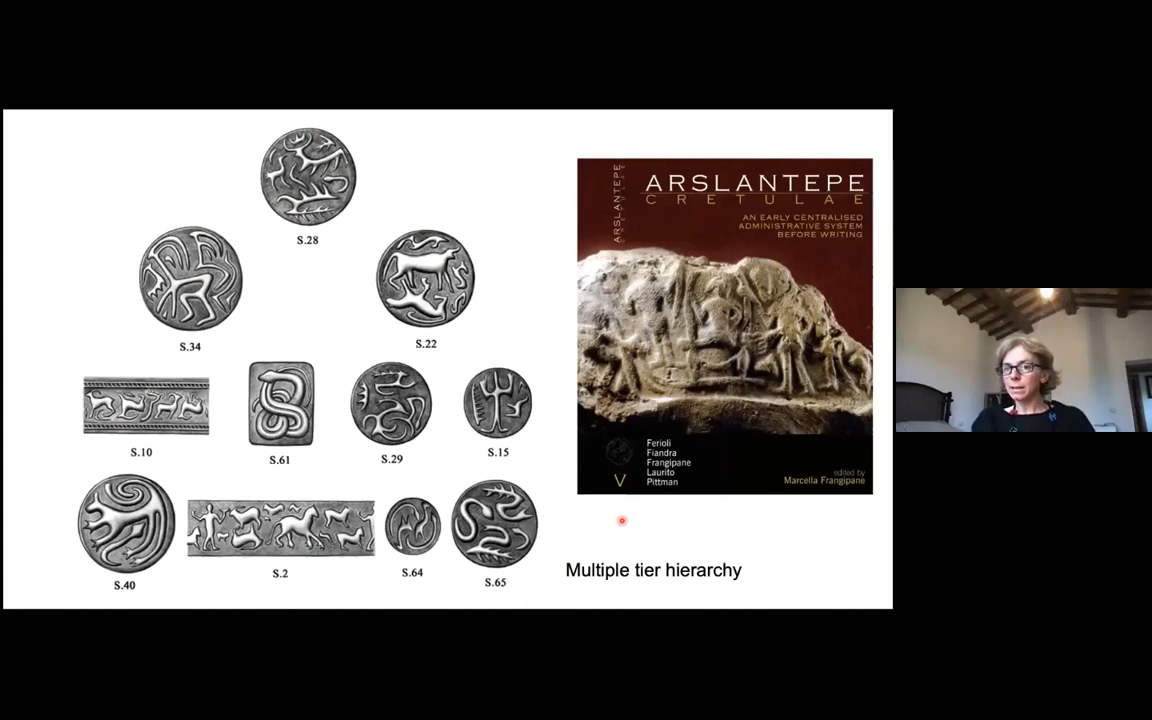 S.28
S.34
S.22
S.10
S.61
S.29
S.15
S.40
S.2
S.64
S.65
ARSLANTEPE
ARSLANTEPE
CRETULAE
AN EARLY CENTRALISED
ADMINISTRATIVE SYSTEM
BEFORE WRITING
Ferioli
Fiandra
Frangipane
Laurito
Pittman
V
edited by
Marcella Frangipane
Multiple tier hierarchy